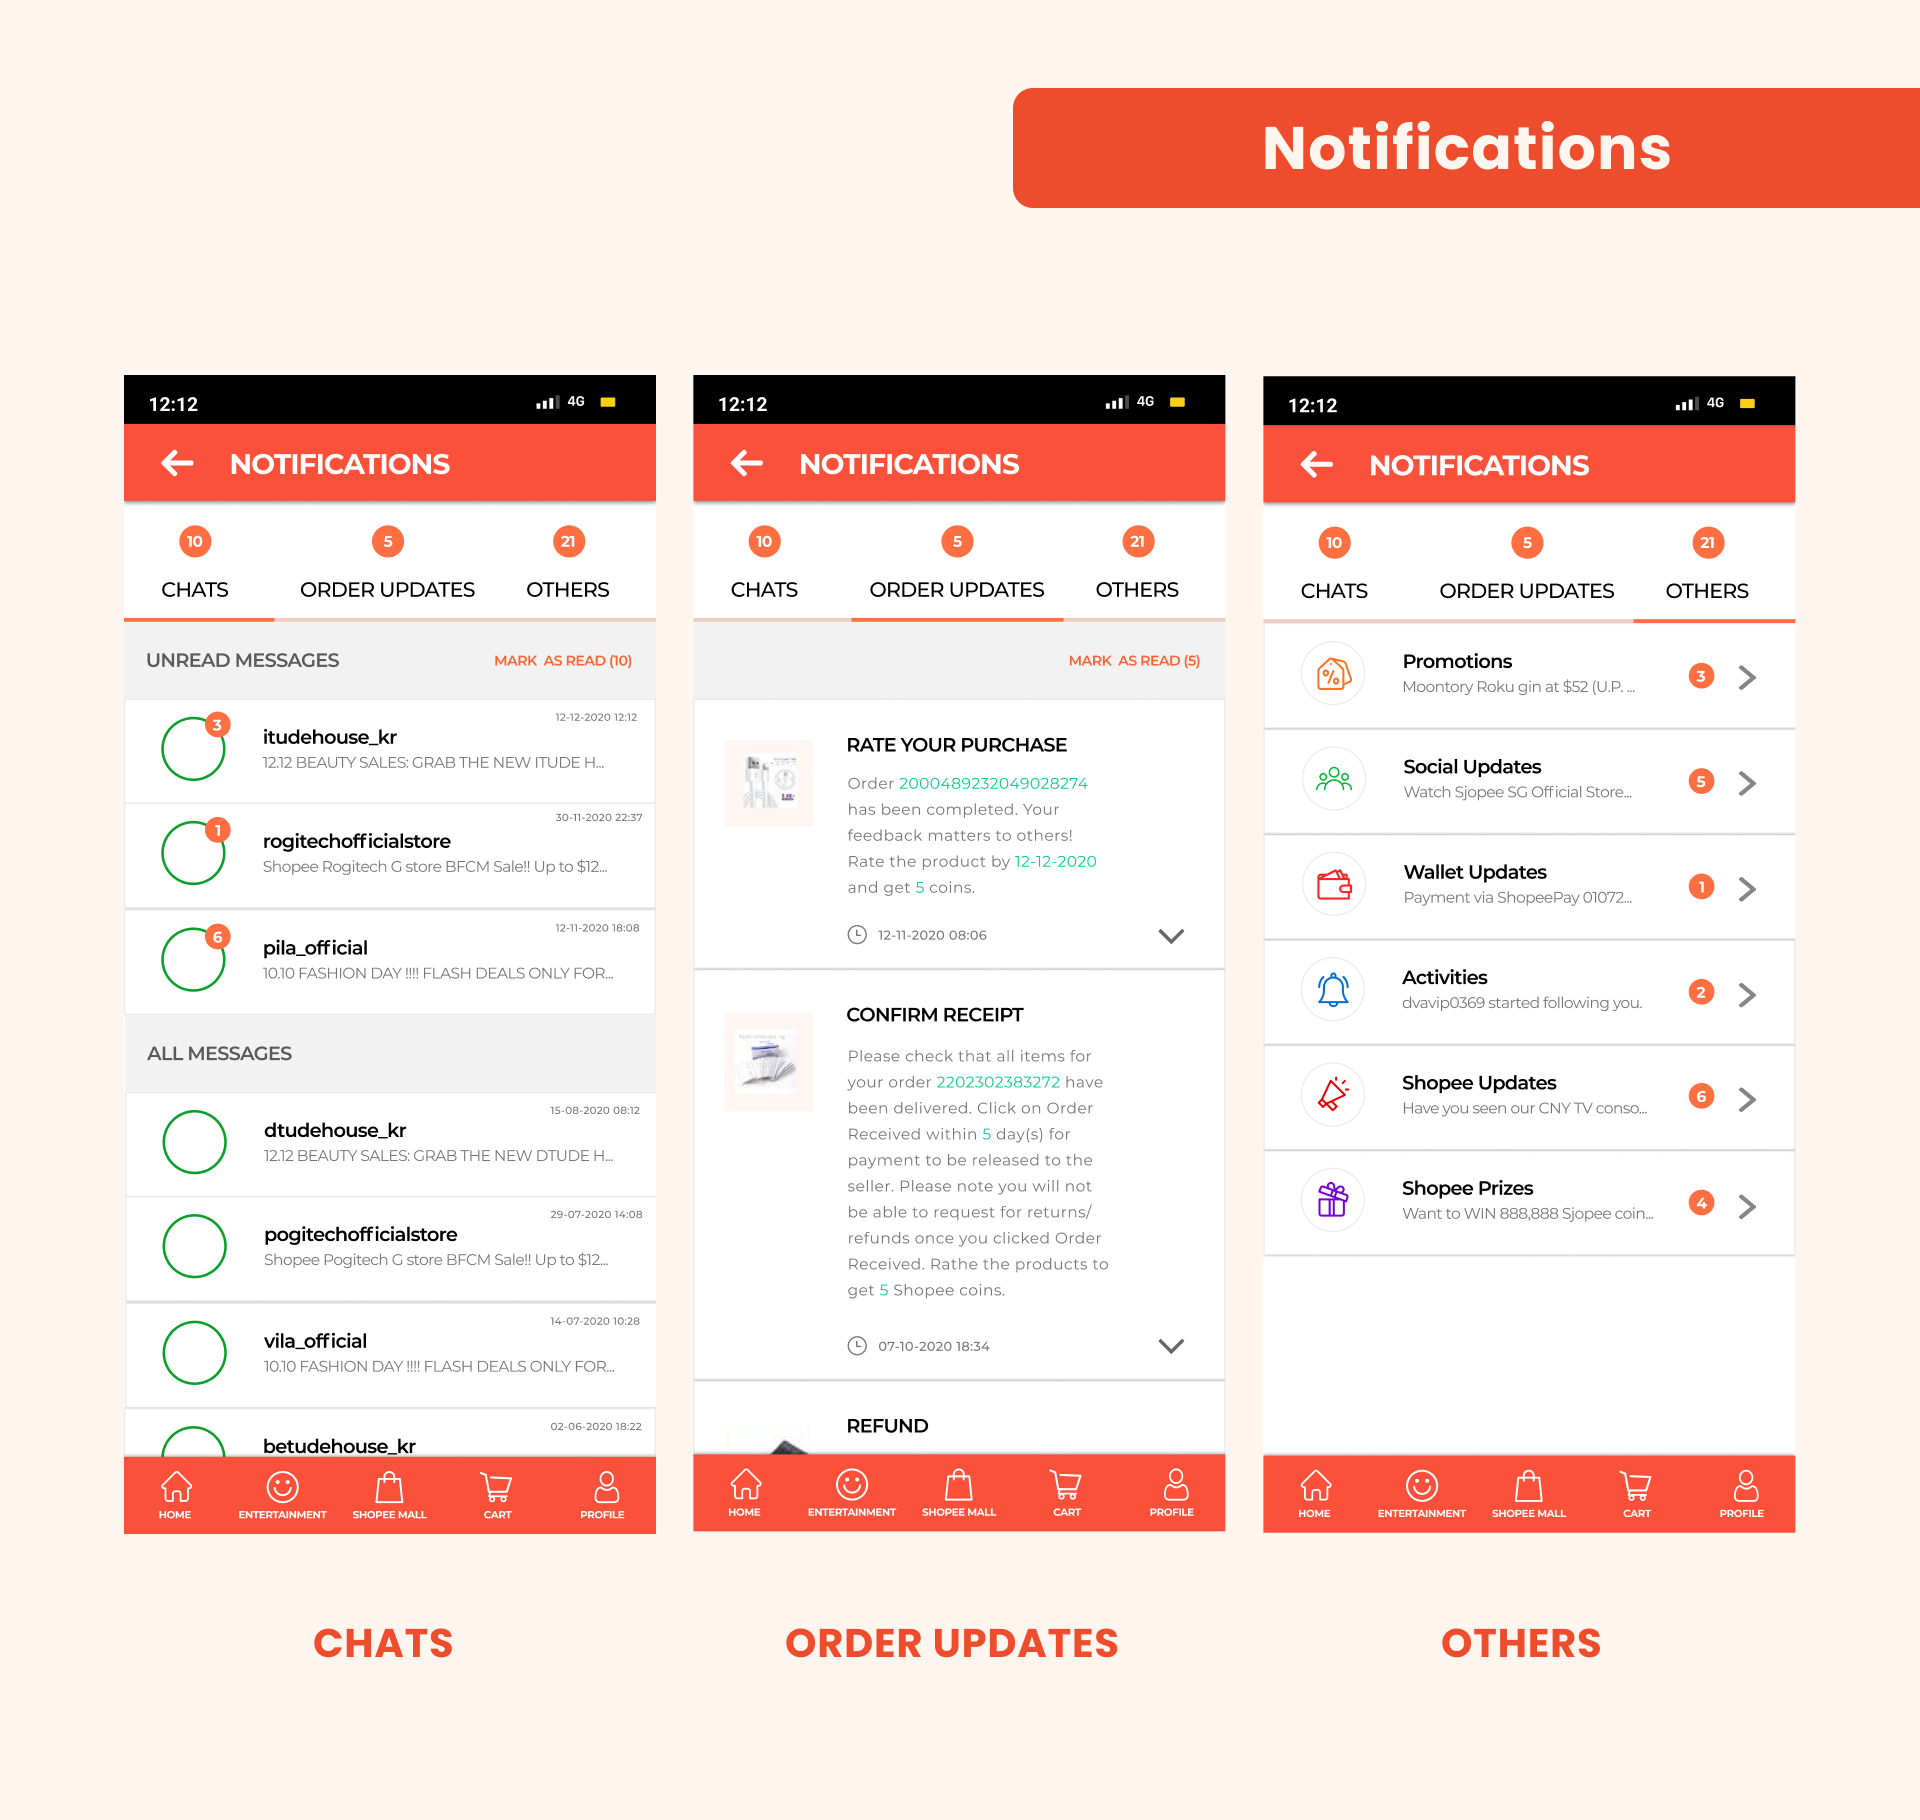 Notifications
12:12
4G
NOTIFICATIONS
10
5
21
CHATS
ORDER UPDATES
OTHERS
UNREAD MESSAGES
MARK AS READ (10)
12-12-2020 12:12
3
itudehouse_kr
12.12 BEAUTY SALES: GRAB THE NEW ITUDE H...
30-11-2020 22:37
1
rogitechofficialstore
Shopee Rogitech G store BFCM Sale!! Up to $12...
12-11-2020 18:08
6
pila_official
10.10 FASHION DAY !!!! FLASH DEALS ONLY FOR...
ALL MESSAGES
15-08-2020 08:12
dtudehouse_kr
12.12 BEAUTY SALES: GRAB THE NEW DTUDE H...
29-07-2020 14:08
pogitechofficialstore
Shopee Pogitech G store BFCM Sale!! Up to $12...
14-07-2020 10:28
vila_official
10.10 FASHION DAY !!!! FLASH DEALS ONLY FOR...
02-06-2020 18:22
betudehouse_kr
HOME
ENTERTAINMENT
SHOPEE MALL
CART
PROFILE
CHATS
12:12
4G
NOTIFICATIONS
10
5
21
CHATS
ORDER UPDATES
OTHERS
MARK AS READ (5)
RATE YOUR PURCHASE
Order 2000489232049028274
has been completed. Your
feedback matters to others!
Rate the product by 12-12-2020
and get 5 coins.
12-11-2020 08:06
CONFIRM RECEIPT
Please check that all items for
your order 2202302383272 have
been delivered. Click on Order
Received within 5 day(s) for
payment to be released to the
seller. Please note you will not
be able to request for returns/
refunds once you clicked Order
Received. Rathe the products to
get 5 Shopee coins.
07-10-2020 18:34
REFUND
HOME
ENTERTAINMENT
SHOPEE MALL
CART
PROFILE
ORDER UPDATES
12:12
4G
NOTIFICATIONS
10
5
21
CHATS
ORDER UPDATES
OTHERS
Promotions
Moontory Roku gin at $52 (U.P. ...
3
Social Updates
Watch Sjopee SG Official Store...
5
Wallet Updates
Payment via ShopeePay 01072...
1
Activities
dvavip0369 started following you.
2
Shopee Updates
Have you seen our CNY TV conso...
6
Shopee Prizes
Want to WIN 888,888 Sjopee coin...
4
HOME
ENTERTAINMENT
SHOPEE MALL
CART
PROFILE
OTHERS